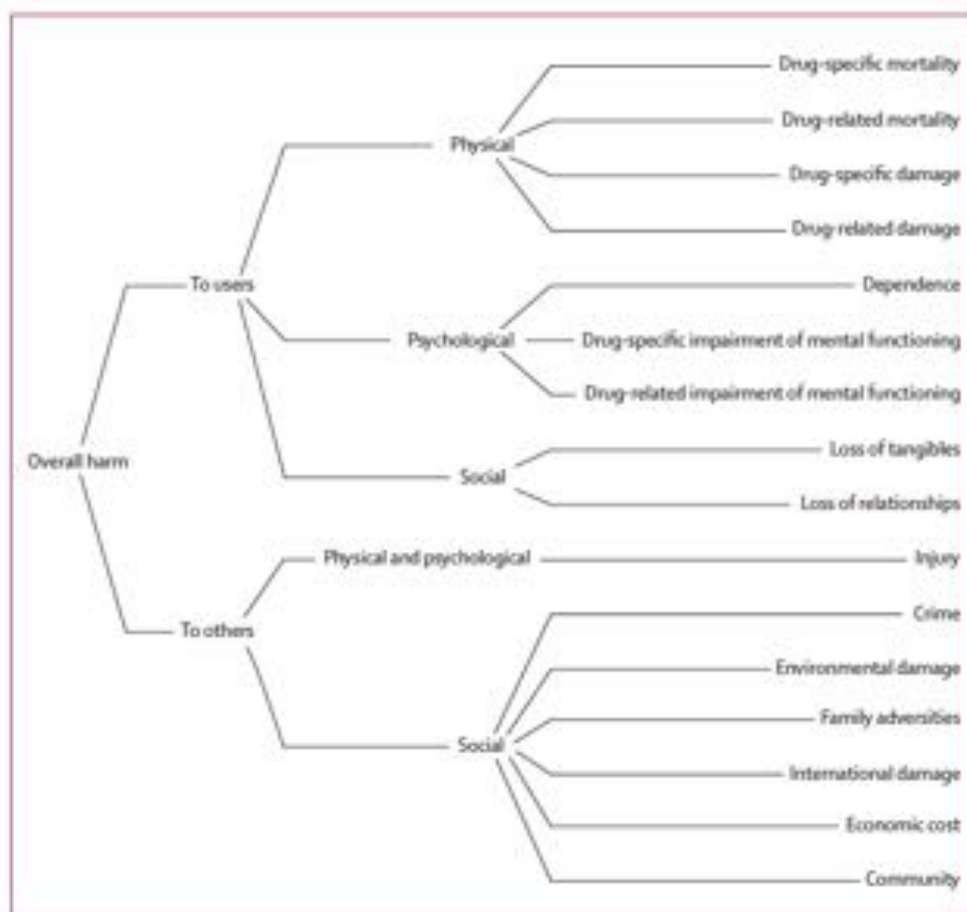 Drug-specific mortality
Drug-related mortality
Physical
Drug-specific damage
Drug-related damage
To users
Dependence
Psychological
Drug-specific impairment of mental functioning
Drug-related impairment of mental functioning
Loss of tangibles
Overall harm
Social
Loss of relationships
Physical and psychological
Injury
Crime
To others
Environmental damage
Family adversities
Social
International damage
Economic cost
Community